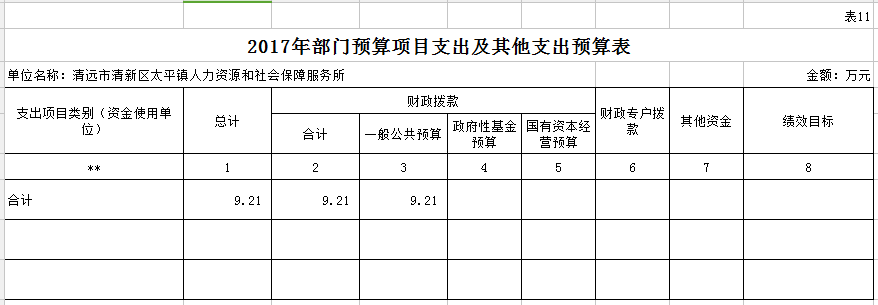 表11
2017年部门预算项目支出及其他支出预算表
单位名称：清远市清新区太平镇人力资源和社会保障服务所 金额：万元
支出项目类别（资金使用单
位）
总计
财政拨款
合计
一般公共预算
政府性基金
预算
国有资本经
营预算
财政专户拨
款
其他资金
绩效目标
** 1 2 3 4 5 6 7 8
合计 9.21 9.21 9.21